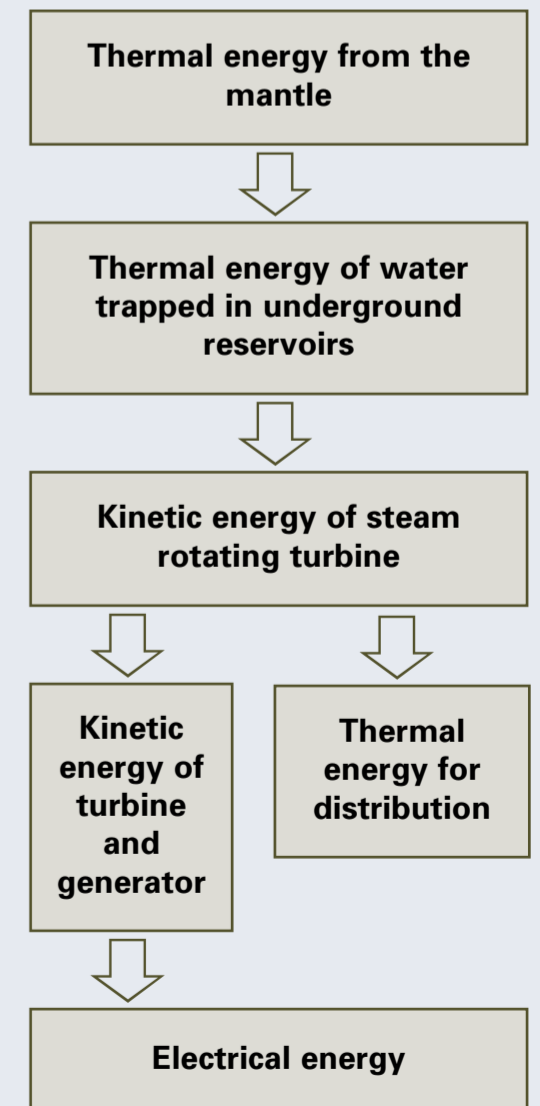 Thermal energy from the
mantle
Thermal energy of water
trapped in underground
reservoirs
Kinetic energy of steam
rotating turbine
Kinetic
energy of
turbine
and
generator
Thermal
energy for
distribution
Electrical energy